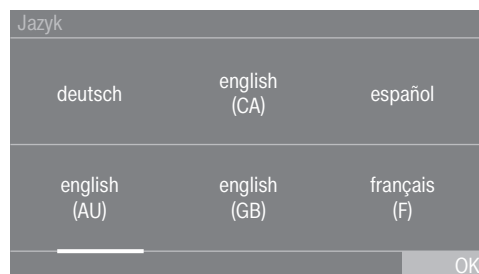 Jazyk
deutsch
english
(CA)
español
english
(AU)
english
(GB)
français
(F)
OK